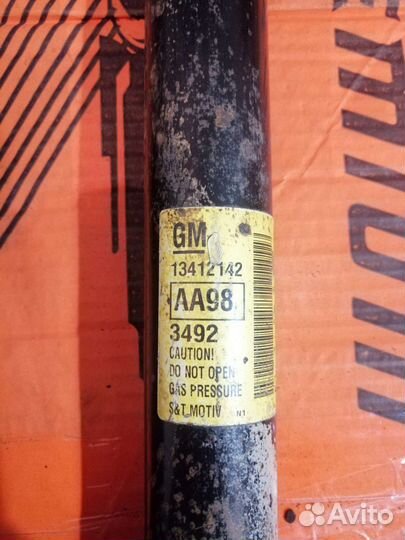 GM
13412142
AA98
3492
CAUTION!
DO NOT OPEN
GAS PRESSURE
S&T MOTIV N1
Avito